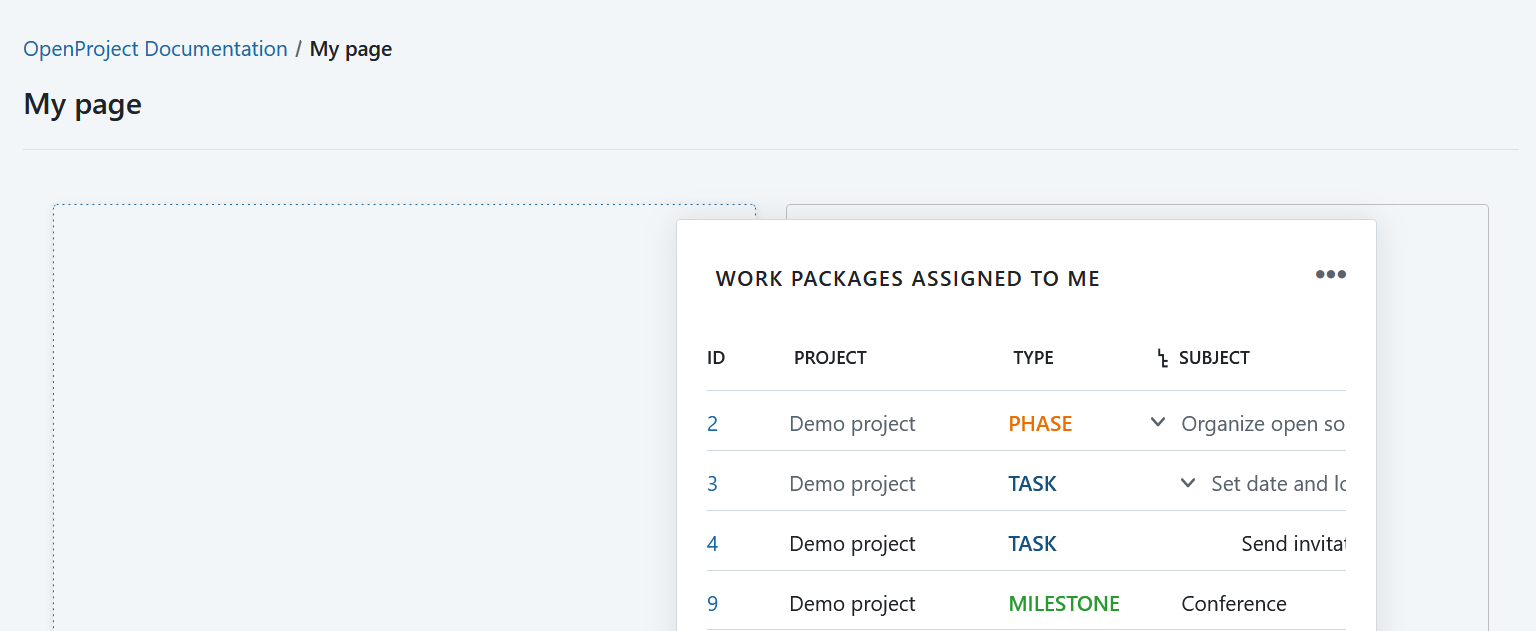 OpenProject Documentation / My page
My page
WORK PACKAGES ASSIGNED TO ME
ID PROJECT TYPE SUBJECT
2 Demo project PHASE Organize open so
3 Demo project TASK Set date and lo
4 Demo project TASK Send invitat
9 Demo project MILESTONE Conference